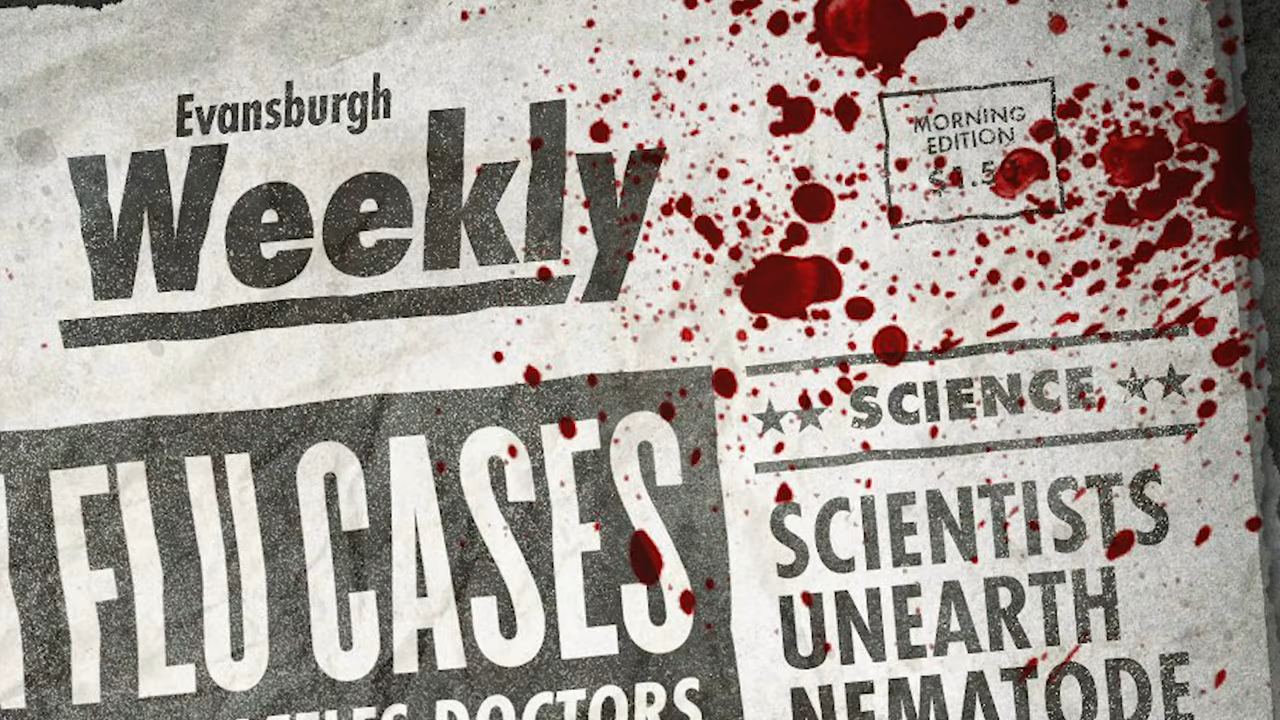 Evansburgh
Weekly
MORNING
EDITION
FLU CASES
DOCTORS
★★ SCIENCE ★★
SCIENTISTS
UNEARTH
NEMATODE